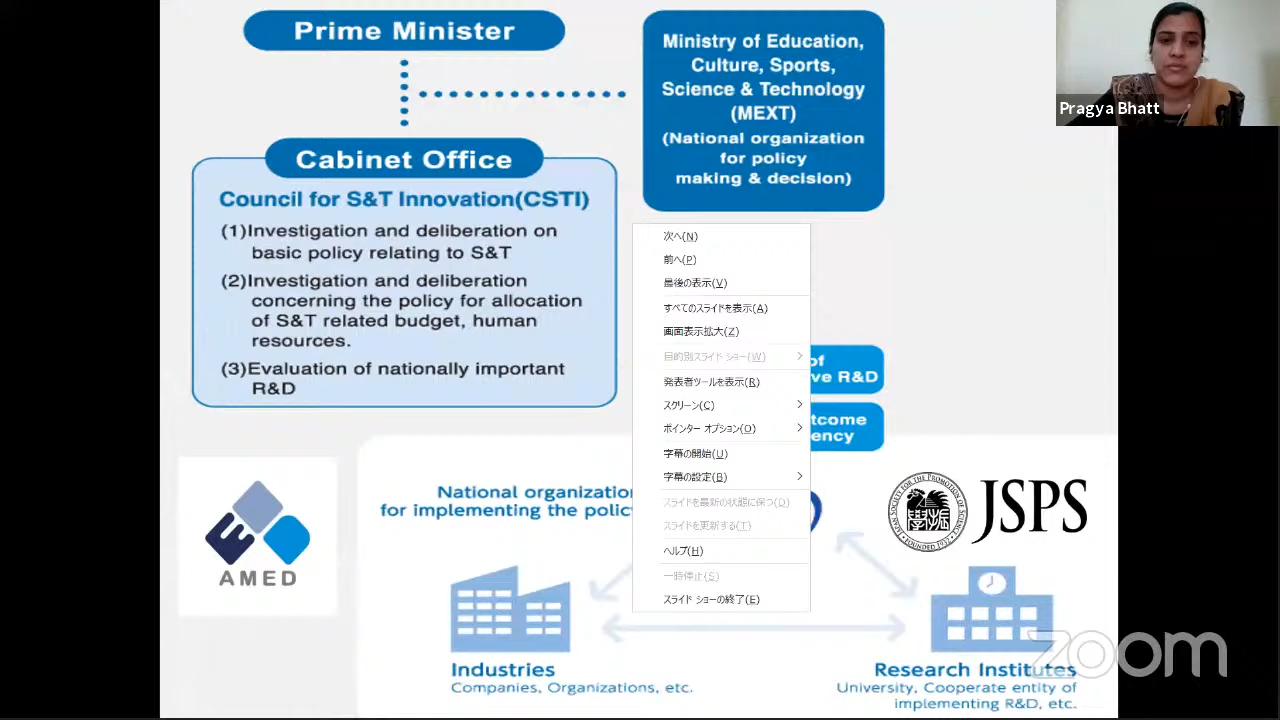 Prime Minister
Ministry of Education,
Culture, Sports,
Science & Technology
(MEXT)
(National organization
for policy
making & decision)
Pragya Bhatt
Cabinet Office
Council for S&T Innovation(CSTI)
(1)Investigation and deliberation on
basic policy relating to S&T
(2)Investigation and deliberation
concerning the policy for allocation
of S&T related budget, human
resources.
(3)Evaluation of nationally important
R&D
次へ(N)
前へ(P)
最後の表示(V)
すべてのスライドを表示(A)
画面表示拡大(Z)
目的別スライド ショー(W)
発表者ツールを表示(R)
スクリーン(C)
ポインター オプション(O)
字幕の開始(U)
字幕の設定(B)
スライドを最新の状態に保つ(D)
スライドを更新する(T)
ヘルプ(H)
一時停止(S)
スライド ショーの終了(E)
of
R&D
National
for implementing the
AMED
JSPS
Industries
Companies, Organizations, etc.
Research Institutes
University, Cooperate entity of
implementing R&D, etc.
zoom